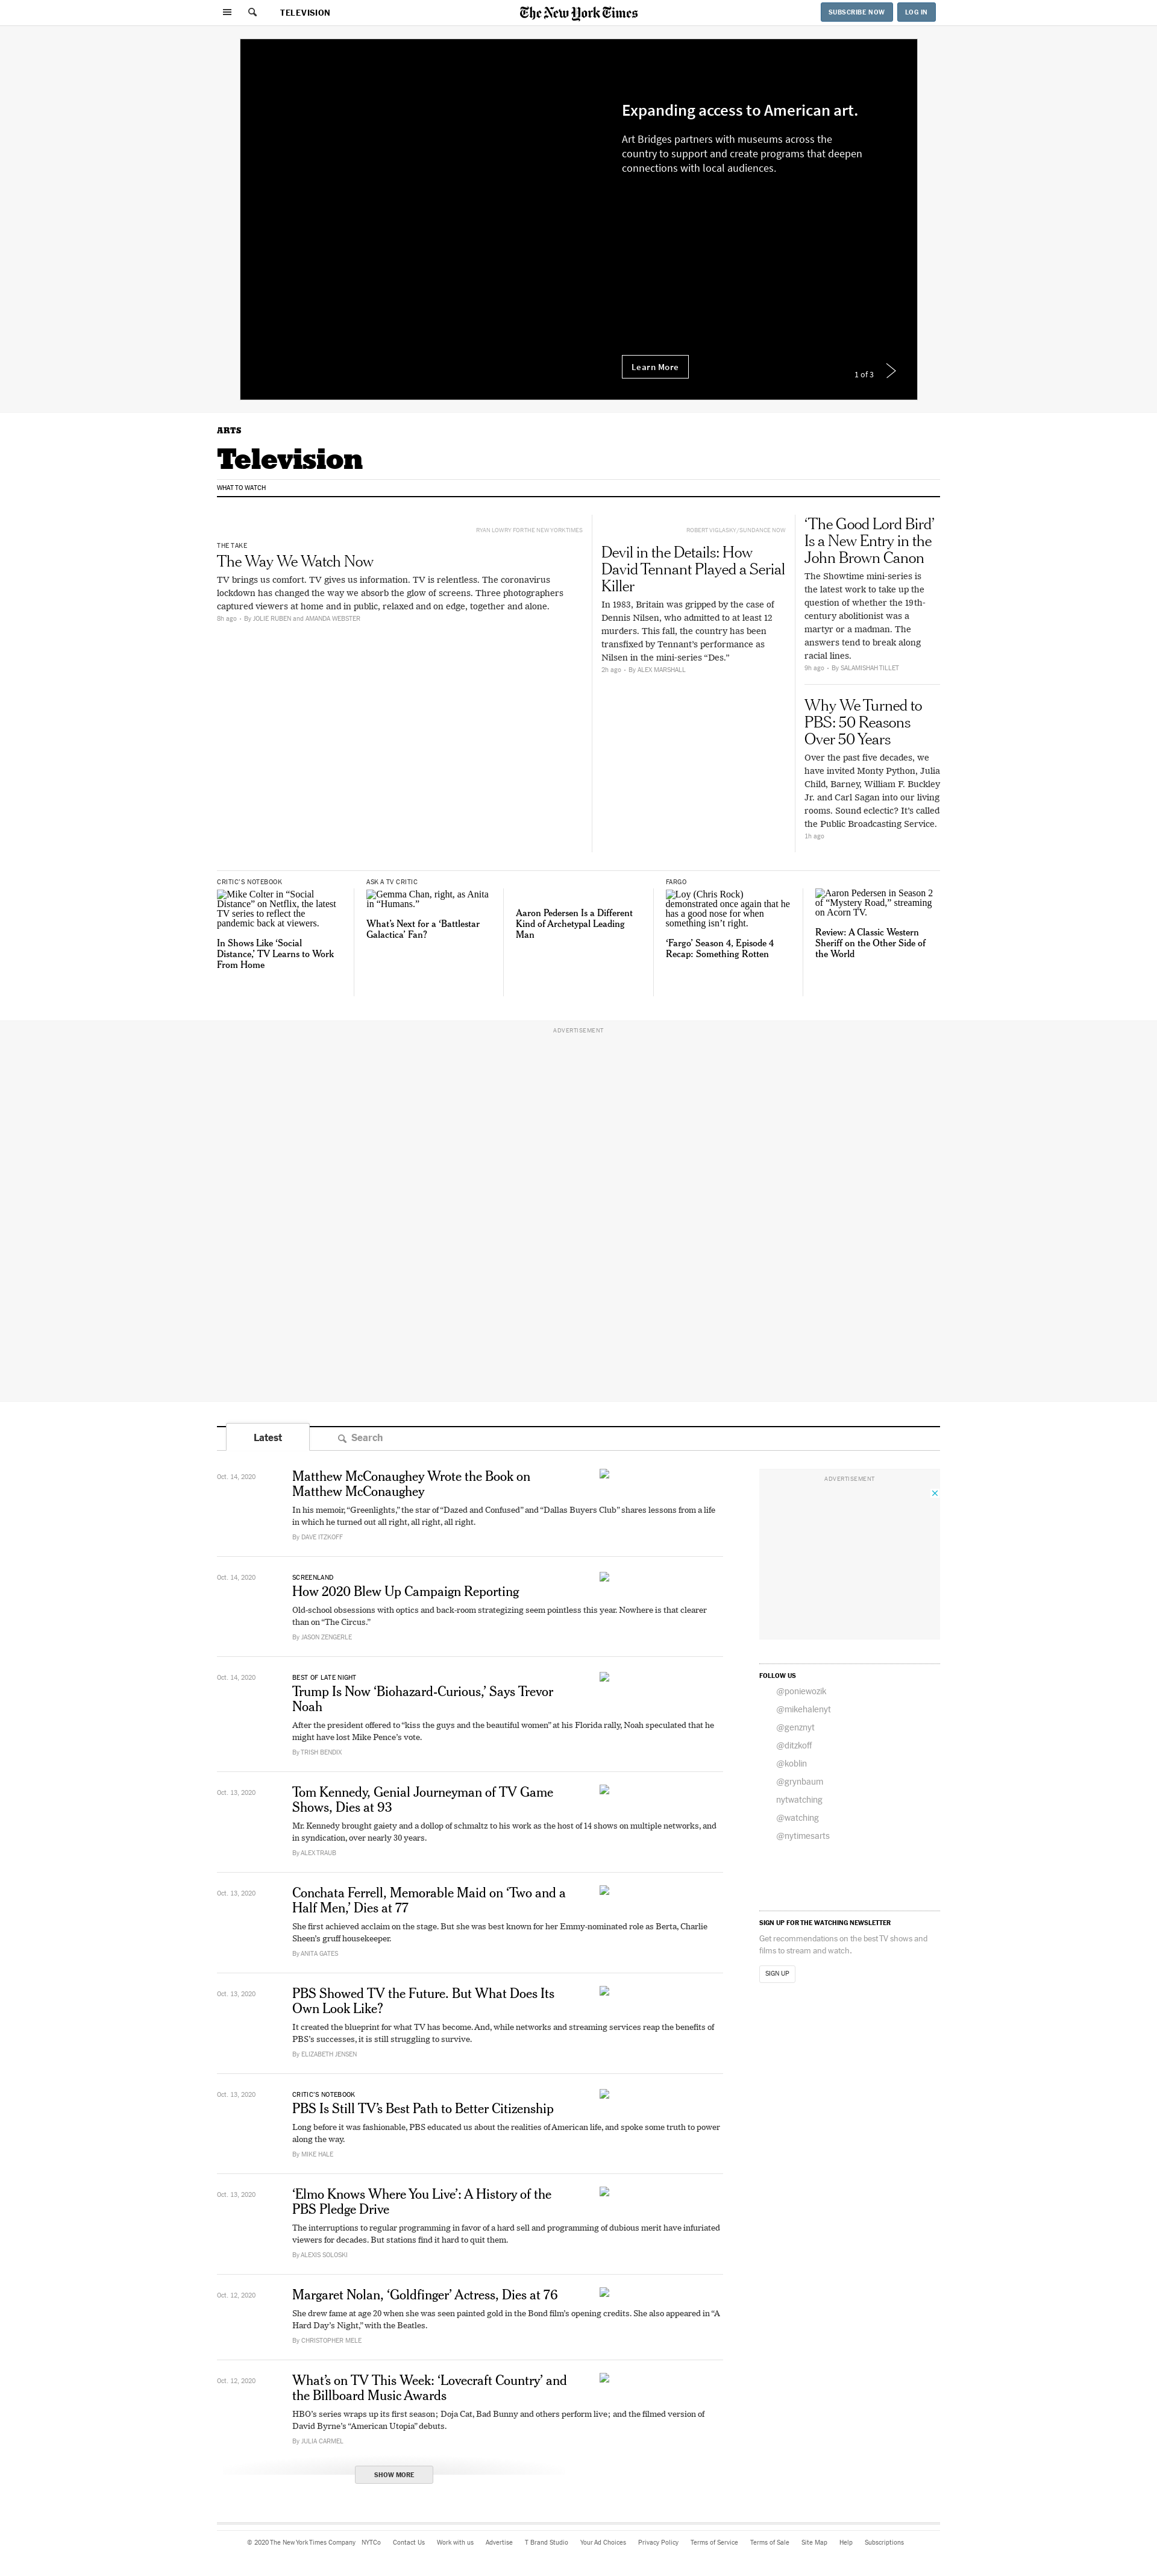 TELEVISION
The New York Times
SUBSCRIBE NOW
LOG IN
Expanding access to American art.
Art Bridges partners with museums across the
country to support and create programs that deepen
connections with local audiences.
Learn More
1 of 3
ARTS
Television
WHAT TO WATCH
RYAN LOWRY FOR THE NEW YORK TIMES
THE TAKE
The Way We Watch Now
TV brings us comfort. TV gives us information. TV is relentless. The coronavirus
lockdown has changed the way we absorb the glow of screens. Three photographers
captured viewers at home and in public, relaxed and on edge, together and alone.
8h ago · By JOLIE RUBEN and AMANDA WEBSTER
ROBERT VIGLASKY/SUNDANCE NOW
Devil in the Details: How
David Tennant Played a Serial
Killer
In 1983, Britain was gripped by the case of
Dennis Nilsen, who admitted to at least 12
murders. This fall, the country has been
transfixed by Tennant's performance as
Nilsen in the mini-series “Des.”
2h ago · By ALEX MARSHALL
‘The Good Lord Bird’
Is a New Entry in the
John Brown Canon
The Showtime mini-series is
the latest work to take up the
question of whether the 19th-
century abolitionist was a
martyr or a madman. The
answers tend to break along
racial lines.
9h ago · By SALAMISHAH TILLET
Why We Turned to
PBS: 50 Reasons
Over 50 Years
Over the past five decades, we
have invited Monty Python, Julia
Child, Barney, William F. Buckley
Jr. and Carl Sagan into our living
rooms. Sound eclectic? It’s called
the Public Broadcasting Service.
1h ago
CRITIC’S NOTEBOOK
Mike Colter in “Social
Distance” on Netflix, the latest
TV series to reflect the
pandemic back at viewers.
In Shows Like ‘Social
Distance,’ TV Learns to Work
From Home
ASK A TV CRITIC
Gemma Chan, right, as Anita
in “Humans.”
What’s Next for a ‘Battlestar
Galactica’ Fan?
Aaron Pedersen Is a Different
Kind of Archetypal Leading
Man
FARGO
Loy (Chris Rock)
demonstrated once again that he
has a good nose for when
something isn’t right.
‘Fargo’ Season 4, Episode 4
Recap: Something Rotten
Aaron Pedersen in Season 2
of “Mystery Road,” streaming
on Acorn TV.
Review: A Classic Western
Sheriff on the Other Side of
the World
ADVERTISEMENT
Latest
Search
Oct. 14, 2020
Matthew McConaughey Wrote the Book on
Matthew McConaughey
In his memoir, “Greenlights,” the star of “Dazed and Confused” and “Dallas Buyers Club” shares lessons from a life
in which he turned out all right, all right, all right.
By DAVE ITZKOFF
Oct. 14, 2020
SCREENLAND
How 2020 Blew Up Campaign Reporting
Old-school obsessions with optics and back-room strategizing seem pointless this year. Nowhere is that clearer
than on “The Circus.”
By JASON ZENGERLE
Oct. 14, 2020
BEST OF LATE NIGHT
Trump Is Now ‘Biohazard-Curious,’ Says Trevor
Noah
After the president offered to “kiss the guys and the beautiful women” at his Florida rally, Noah speculated that he
might have lost Mike Pence’s vote.
By TRISH BENDIX
Oct. 13, 2020
Tom Kennedy, Genial Journeyman of TV Game
Shows, Dies at 93
Mr. Kennedy brought gaiety and a dollop of schmaltz to his work as the host of 14 shows on multiple networks, and
in syndication, over nearly 30 years.
By ALEX TRAUB
Oct. 13, 2020
Conchata Ferrell, Memorable Maid on ‘Two and a
Half Men,’ Dies at 77
She first achieved acclaim on the stage. But she was best known for her Emmy-nominated role as Berta, Charlie
Sheen’s gruff housekeeper.
By ANITA GATES
Oct. 13, 2020
PBS Showed TV the Future. But What Does Its
Own Look Like?
It created the blueprint for what TV has become. And, while networks and streaming services reap the benefits of
PBS’s successes, it is still struggling to survive.
By ELIZABETH JENSEN
Oct. 13, 2020
CRITIC’S NOTEBOOK
PBS Is Still TV’s Best Path to Better Citizenship
Long before it was fashionable, PBS educated us about the realities of American life, and spoke some truth to power
along the way.
By MIKE HALE
Oct. 13, 2020
‘Elmo Knows Where You Live’: A History of the
PBS Pledge Drive
The interruptions to regular programming in favor of a hard sell and programming of dubious merit have infuriated
viewers for decades. But stations find it hard to quit them.
By ALEXIS SOLOSKI
Oct. 12, 2020
Margaret Nolan, ‘Goldfinger’ Actress, Dies at 76
She drew fame at age 20 when she was seen painted gold in the Bond film’s opening credits. She also appeared in “A
Hard Day’s Night,” with the Beatles.
By CHRISTOPHER MELE
Oct. 12, 2020
What’s on TV This Week: ‘Lovecraft Country’ and
the Billboard Music Awards
HBO’s series wraps up its first season; Doja Cat, Bad Bunny and others perform live; and the filmed version of
David Byrne’s “American Utopia” debuts.
By JULIA CARMEL
SHOW MORE
ADVERTISEMENT
FOLLOW US
@poniewozik
@mikehalenyt
@genznyt
@ditzkoff
@koblin
@grynbaum
nytwatching
@watching
@nytimesarts
SIGN UP FOR THE WATCHING NEWSLETTER
Get recommendations on the best TV shows and
films to stream and watch.
SIGN UP
© 2020 The New York Times Company NYTCo Contact Us Work with us Advertise T Brand Studio Your Ad Choices Privacy Policy Terms of Service Terms of Sale Site Map Help Subscriptions